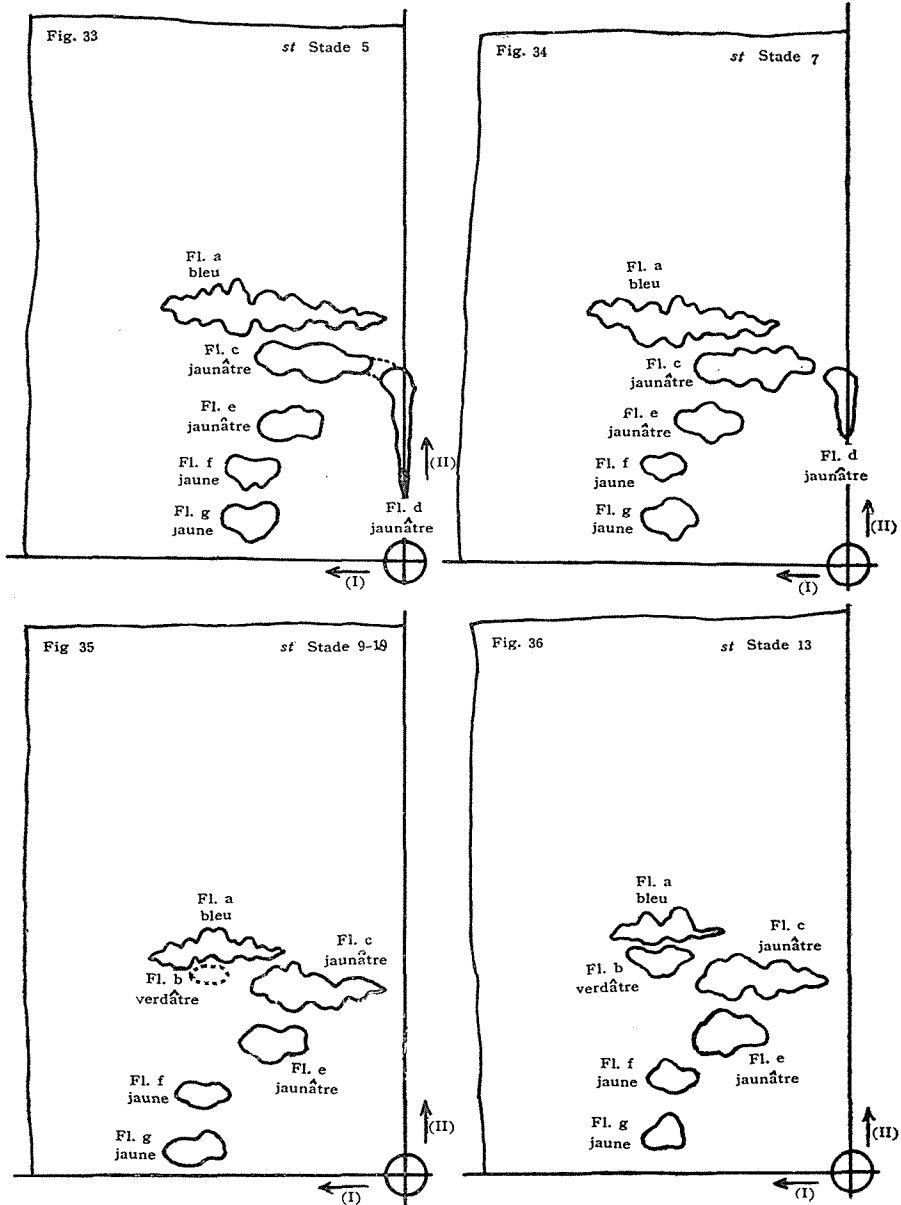 Fig. 33
st Stade 5
Fl. a
bleu
Fl. c
jaunâtre
Fl. e
jaunâtre
Fl. f
jaune
Fl. g
jaune
(II)
Fl. d
jaunâtre
(I)
Fig. 34
st Stade 7
Fl. a
bleu
Fl. c
jaunâtre
Fl. e
jaunâtre
Fl. f
jaune
Fl. g
jaune
Fl. d
jaunâtre
(II)
(I)
Fig 35
st Stade 9-10
Fl. a
bleu
Fl. c
jaunâtre
Fl. b
verdâtre
Fl. e
jaunâtre
Fl. f
jaune
Fl. g
jaune
(II)
(I)
Fig. 36
st Stade 13
Fl. a
bleu
Fl. c
jaunâtre
Fl. b
verdâtre
Fl. e
jaunâtre
Fl. f
jaune
Fl. g
jaune
(II)
(I)